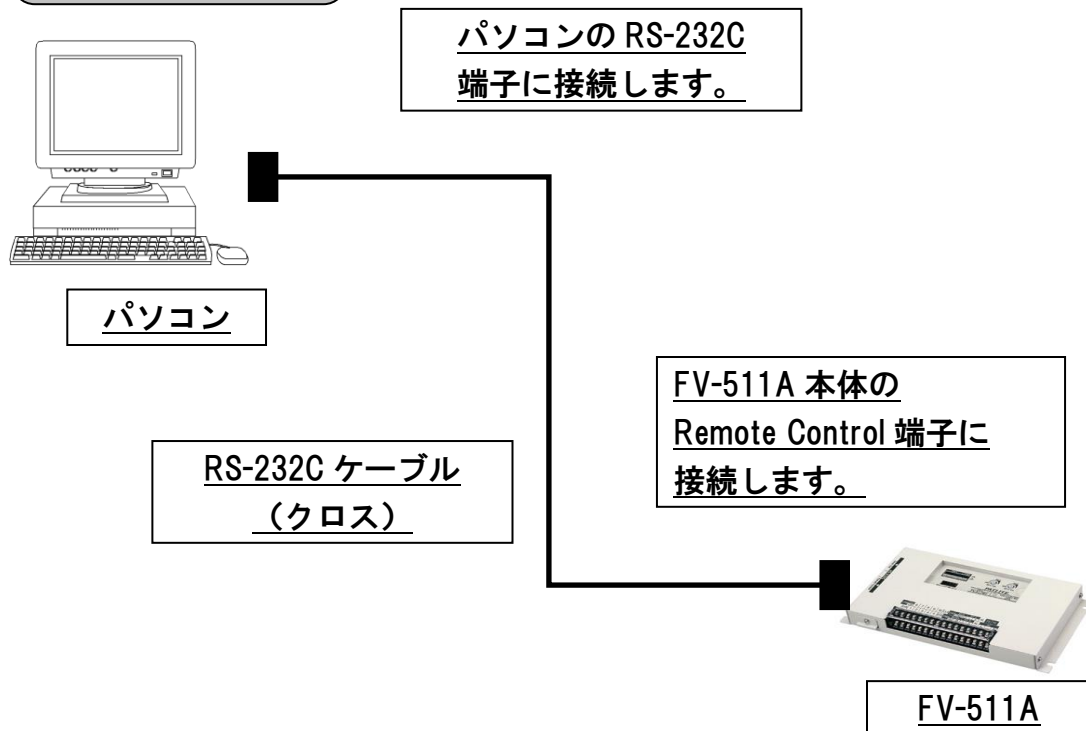 パソコンの RS-232C
端子に接続します。
パソコン
FV-511A 本体の
Remote Control 端子に
接続します。
RS-232C ケーブル
（クロス）
FV-511A